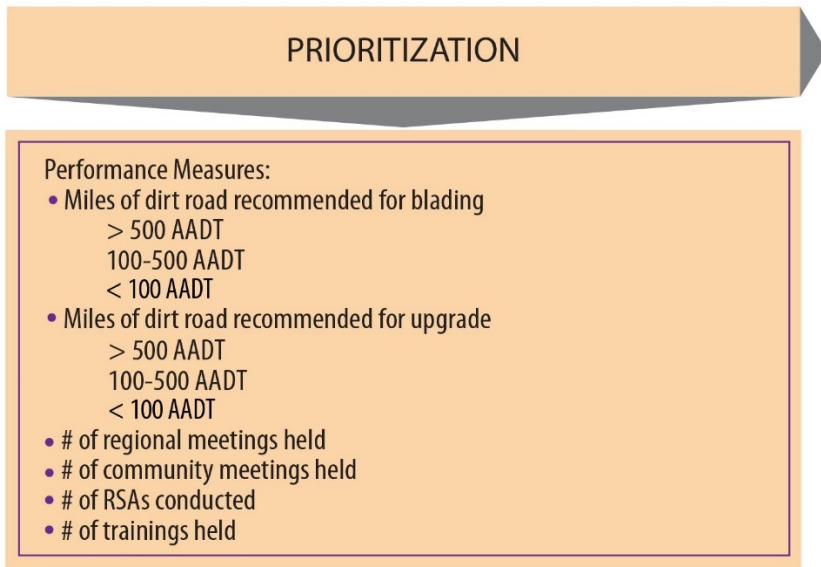 PRIORITIZATION
Performance Measures:
• Miles of dirt road recommended for blading
> 500 AADT
100-500 AADT
< 100 AADT
• Miles of dirt road recommended for upgrade
> 500 AADT
100-500 AADT
< 100 AADT
• # of regional meetings held
• # of community meetings held
• # of RSAs conducted
• # of trainings held